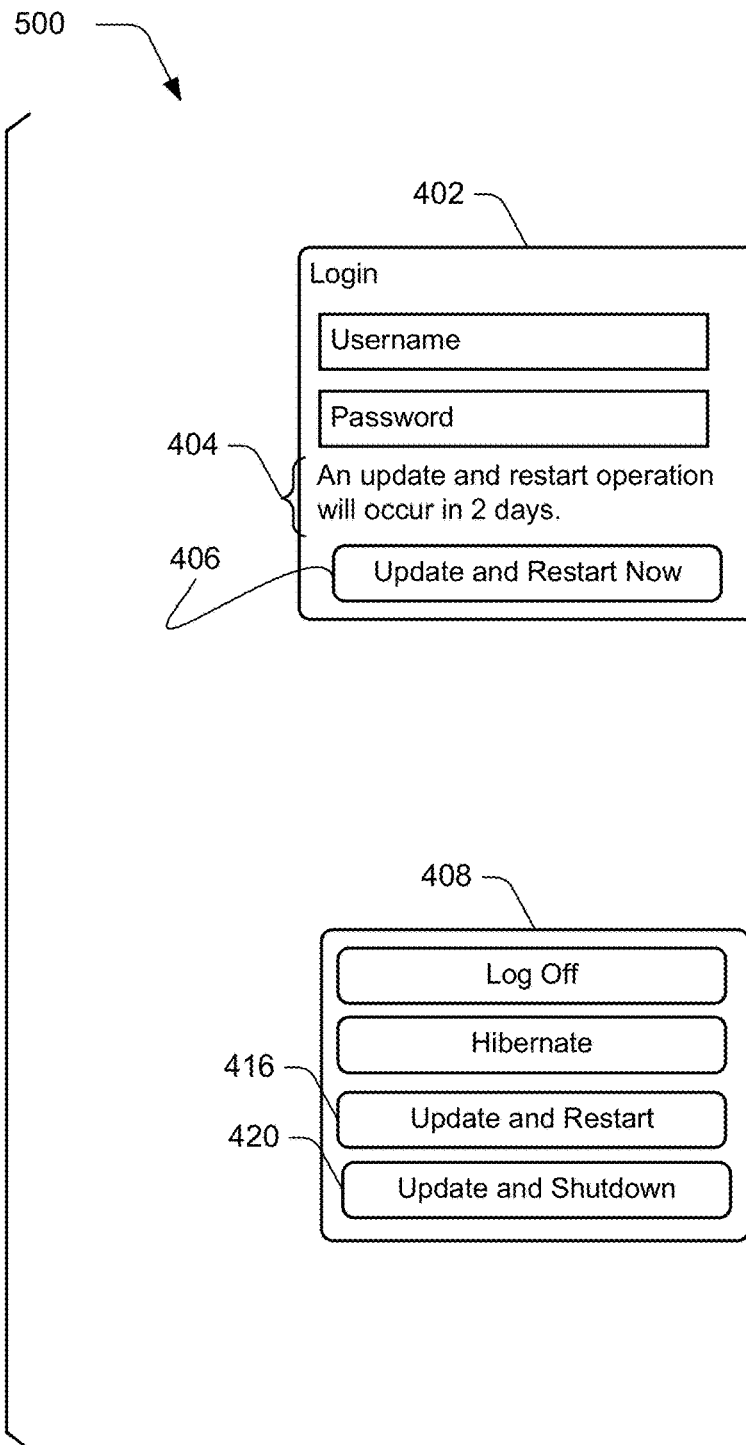 500
402
Login
Username
Password
404
An update and restart operation
will occur in 2 days.
406
Update and Restart Now
408
Log Off
Hibernate
416
Update and Restart
420
Update and Shutdown